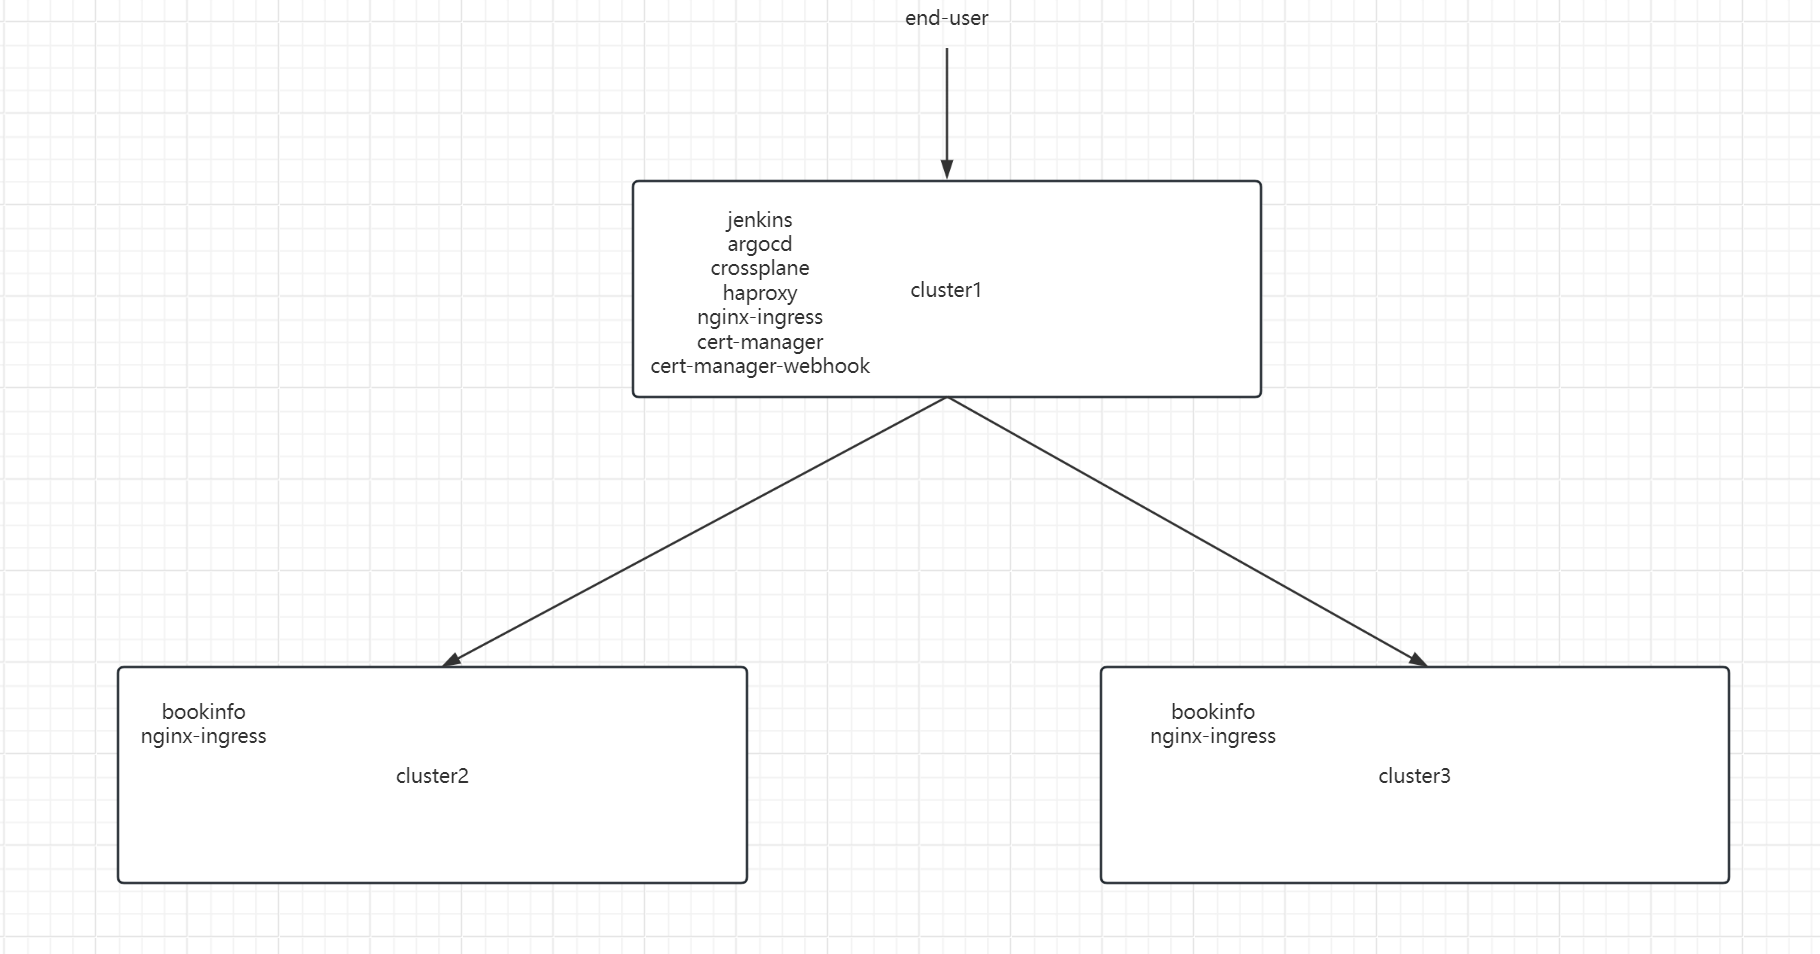 end-user
jenkins
argocd
crossplane
haproxy
nginx-ingress
cert-manager
cert-manager-webhook
cluster1
bookinfo
nginx-ingress
cluster2
bookinfo
nginx-ingress
cluster3